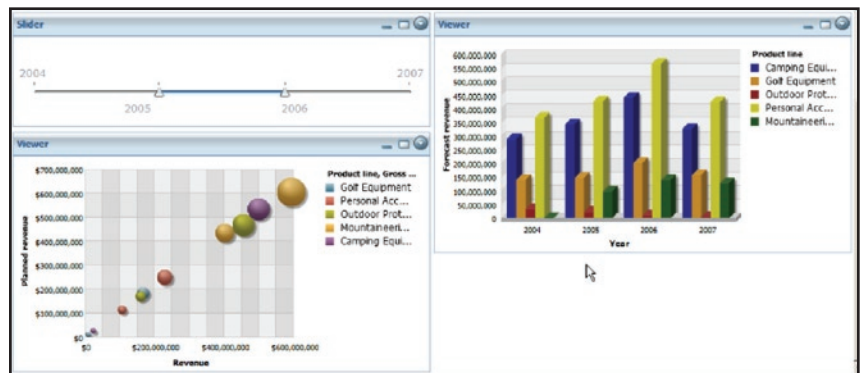 Slider
2004
2007
2005
2006
Viewer
$700,000,000
$600,000,000
$500,000,000
$400,000,000
$300,000,000
$200,000,000
$100,000,000
$0
Planned revenue
$0 $200,000,000 $400,000,000 $600,000,000
Revenue
Product line, Gross ...
Golf Equipment
Personal Acc...
Outdoor Prot...
Mountaineeri...
Camping Equi...
Viewer
600,000,000
550,000,000
500,000,000
450,000,000
400,000,000
350,000,000
300,000,000
250,000,000
200,000,000
150,000,000
100,000,000
50,000,000
0
Forecast revenue
2004 2005 2006 2007
Year
Product line
Camping Equi...
Golf Equipment
Outdoor Prot...
Personal Acc...
Mountaineeri...